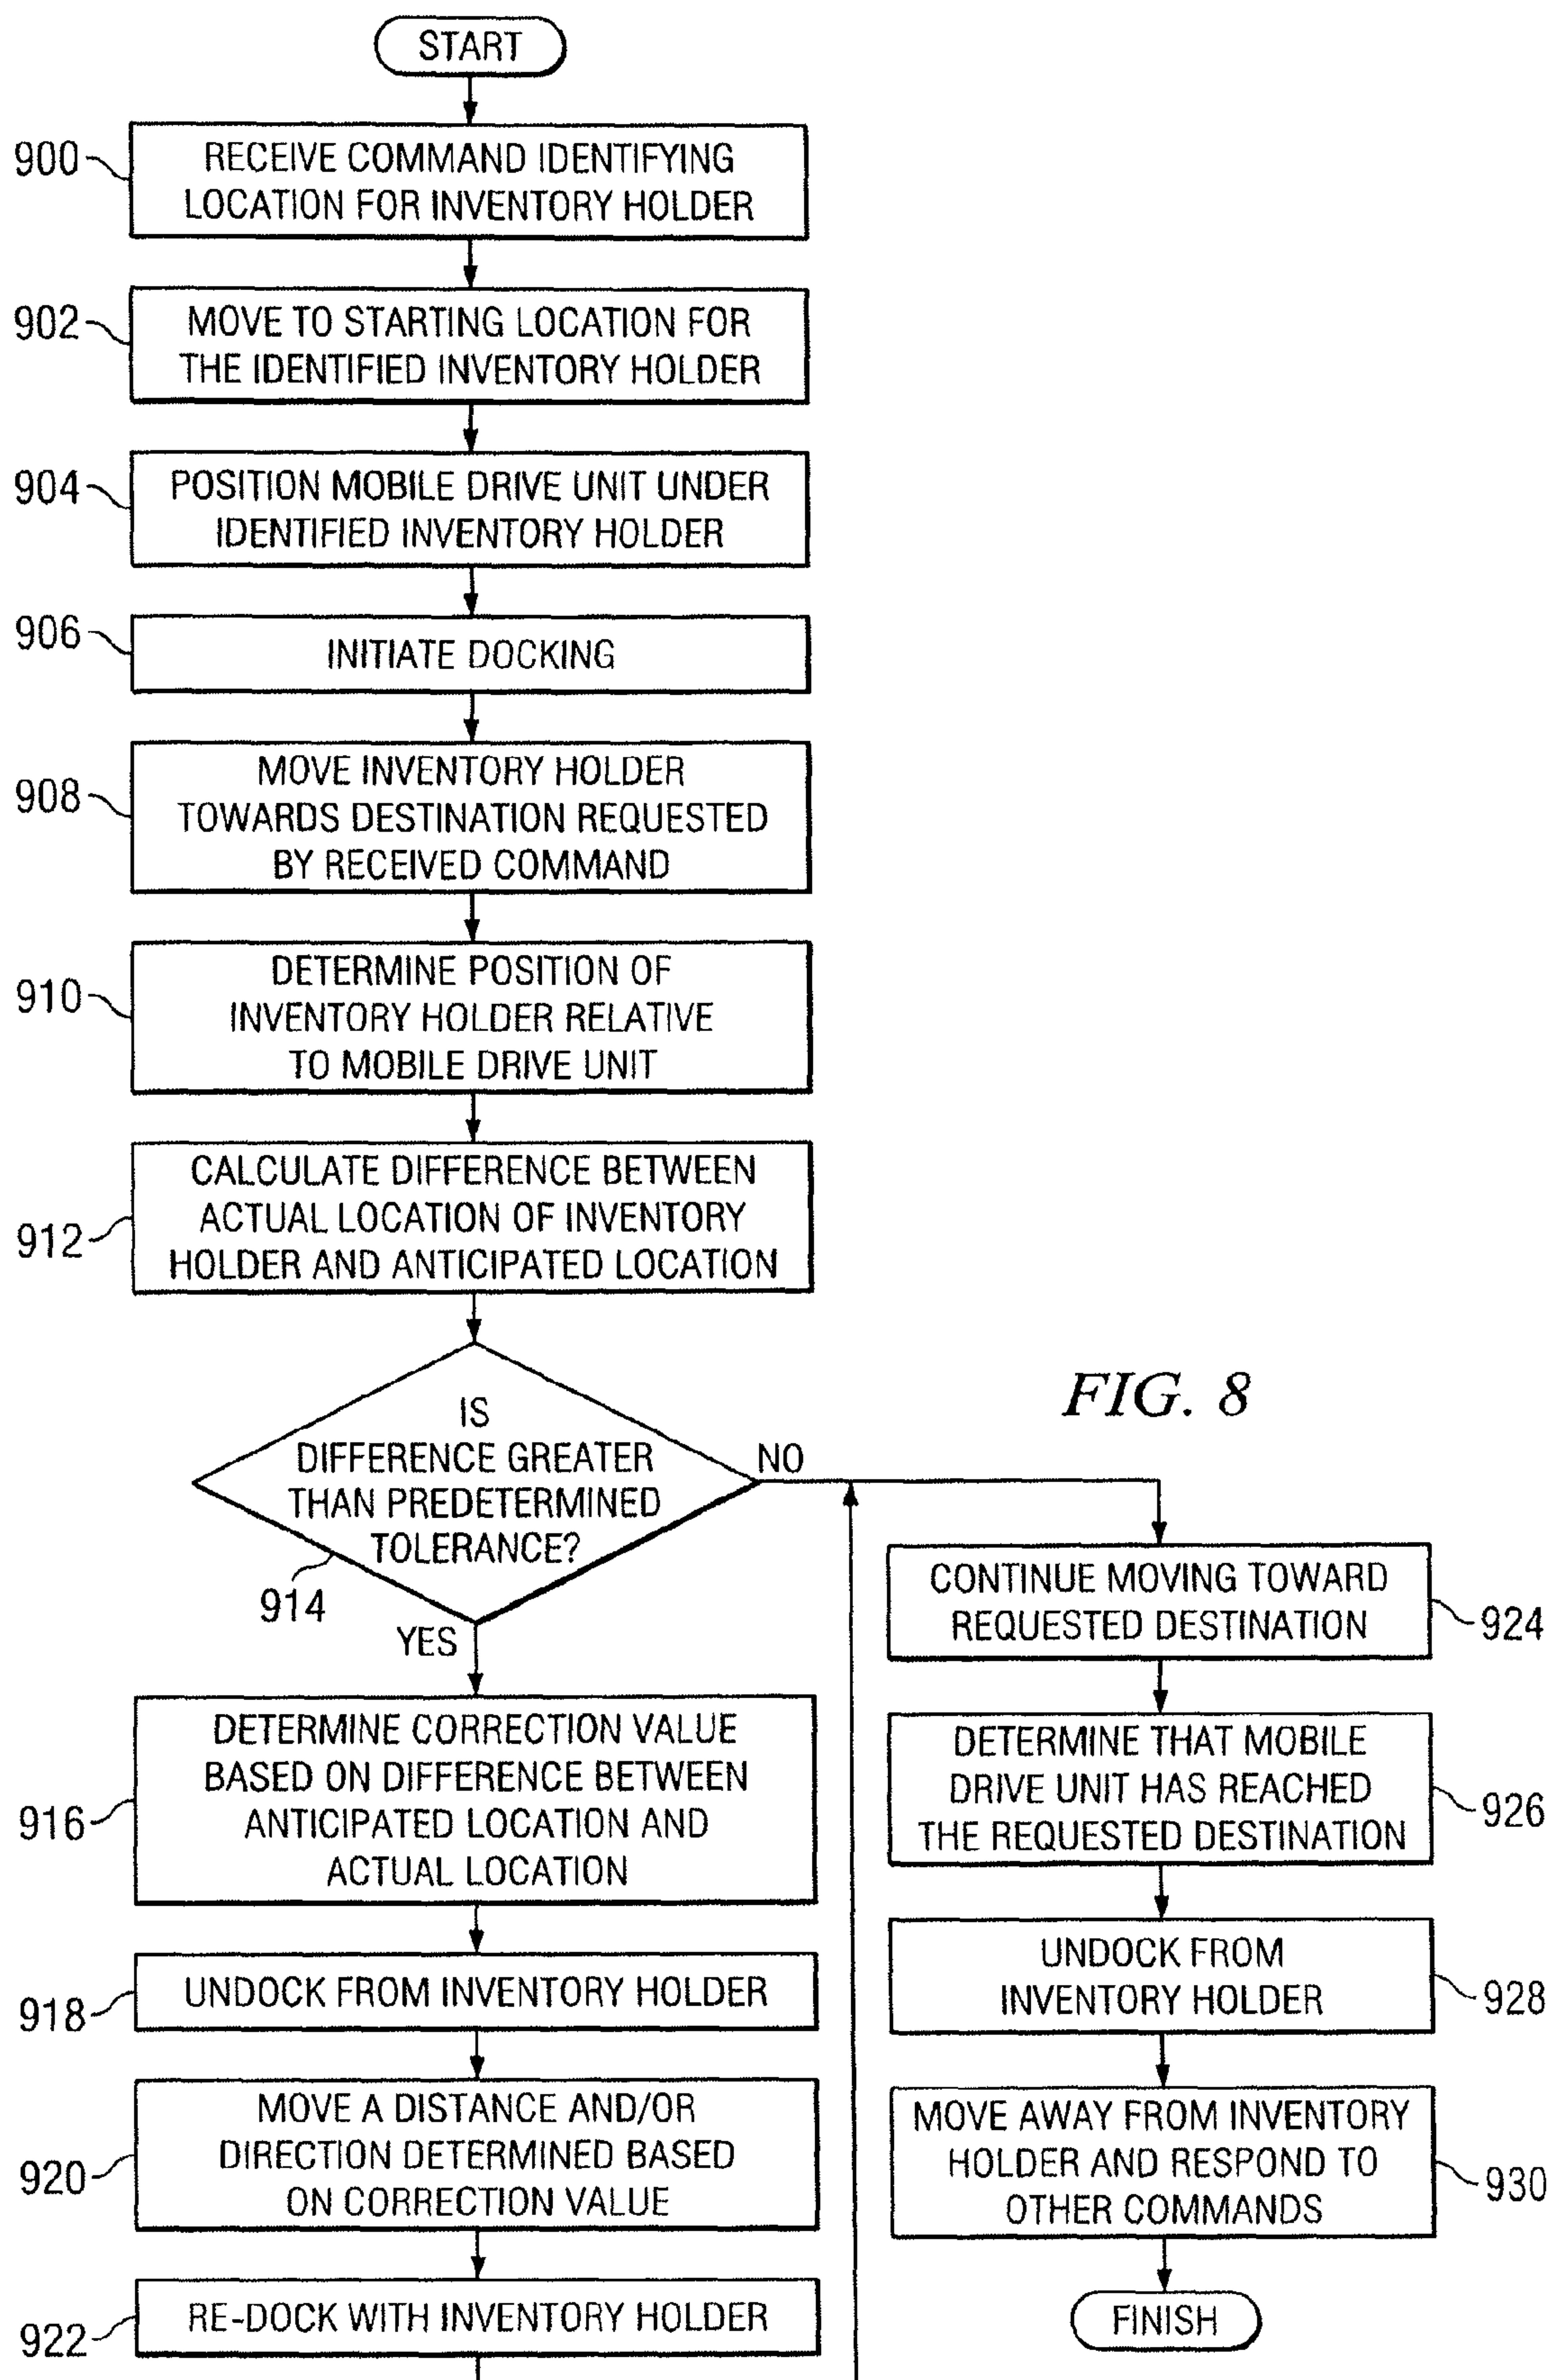 START
900
RECEIVE COMMAND IDENTIFYING
LOCATION FOR INVENTORY HOLDER
902
MOVE TO STARTING LOCATION FOR
THE IDENTIFIED INVENTORY HOLDER
904
POSITION MOBILE DRIVE UNIT UNDER
IDENTIFIED INVENTORY HOLDER
906
INITIATE DOCKING
908
MOVE INVENTORY HOLDER
TOWARDS DESTINATION REQUESTED
BY RECEIVED COMMAND
910
DETERMINE POSITION OF
INVENTORY HOLDER RELATIVE
TO MOBILE DRIVE UNIT
912
CALCULATE DIFFERENCE BETWEEN
ACTUAL LOCATION OF INVENTORY
HOLDER AND ANTICIPATED LOCATION
IS
DIFFERENCE GREATER
THAN PREDETERMINED
TOLERANCE?
914
NO
YES
916
DETERMINE CORRECTION VALUE
BASED ON DIFFERENCE BETWEEN
ANTICIPATED LOCATION AND
ACTUAL LOCATION
918
UNDOCK FROM INVENTORY HOLDER
920
MOVE A DISTANCE AND/OR
DIRECTION DETERMINED BASED
ON CORRECTION VALUE
922
RE-DOCK WITH INVENTORY HOLDER
FIG. 8
CONTINUE MOVING TOWARD
REQUESTED DESTINATION
924
DETERMINE THAT MOBILE
DRIVE UNIT HAS REACHED
THE REQUESTED DESTINATION
926
UNDOCK FROM
INVENTORY HOLDER
928
MOVE AWAY FROM INVENTORY
HOLDER AND RESPOND TO
OTHER COMMANDS
930
FINISH